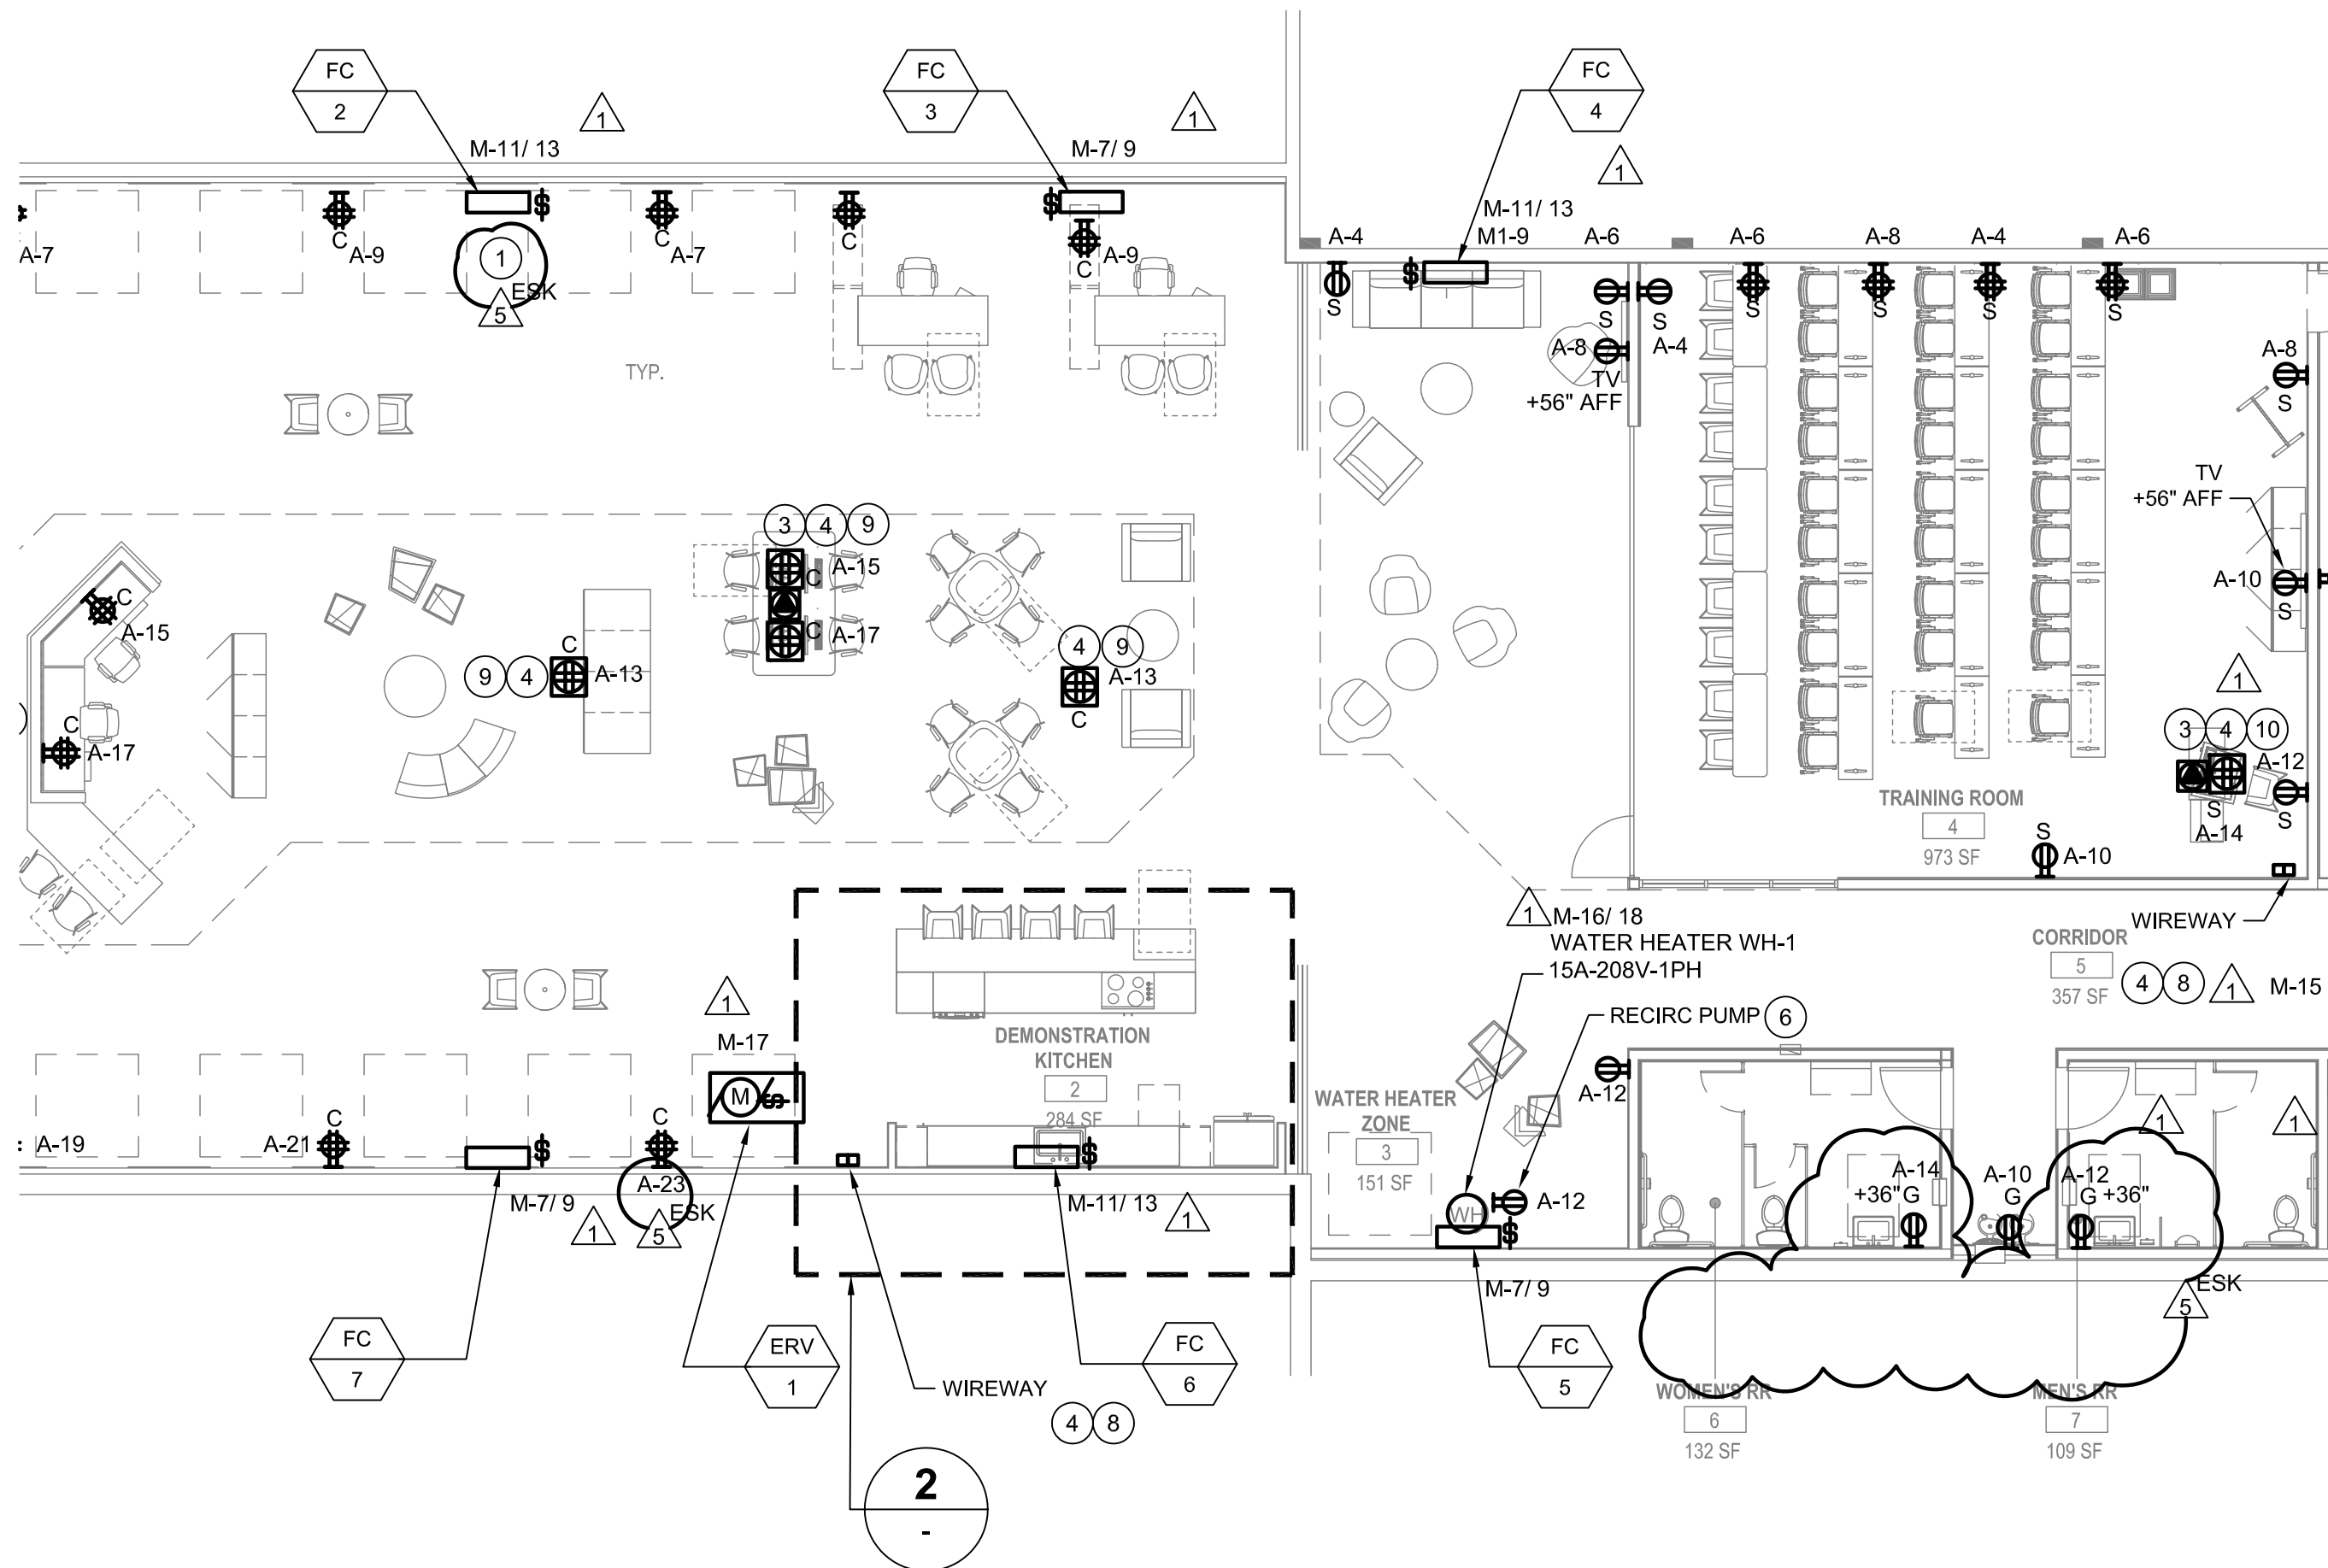 FC
2
1
M-11/ 13
FC
3
1
M-7/ 9
FC
4
1
M-11/ 13
M1-9
A-7
C
A-9
$
1
ESK
5
C
A-7
C
$
C
A-9
A-4
S
$
A-6
S
S
A-4
A-8
TV
+56" AFF
A-6
S
A-8
S
A-4
S
A-6
S
A-8
S
TYP.
TV
+56" AFF
A-10
S
C
A-15
C
A-17
9
4
C
A-13
3
4
9
C
A-15
C
A-17
4
9
A-13
C
1
3
4
10
A-12
S
A-14
S
TRAINING ROOM
4
973 SF
S
A-10
WIREWAY
CORRIDOR
5
357 SF
4
8
1
M-15
1
M-16/ 18
WATER HEATER WH-1
15A-208V-1PH
RECIRC PUMP
6
A-12
1
M-17
M
$
DEMONSTRATION
KITCHEN
2
284 SF
WATER HEATER
ZONE
3
151 SF
WH
A-12
$
M-7/ 9
: A-19
A-21
C
$
M-7/ 9
1
C
A-23
ESK
5
$
M-11/ 13
1
A-14
+36"
G
A-10
G
A-12
G
+36"
1
1
ESK
5
FC
7
ERV
1
WIREWAY
4
8
FC
6
FC
5
WOMEN'S RR
6
132 SF
MEN'S RR
7
109 SF
2
-